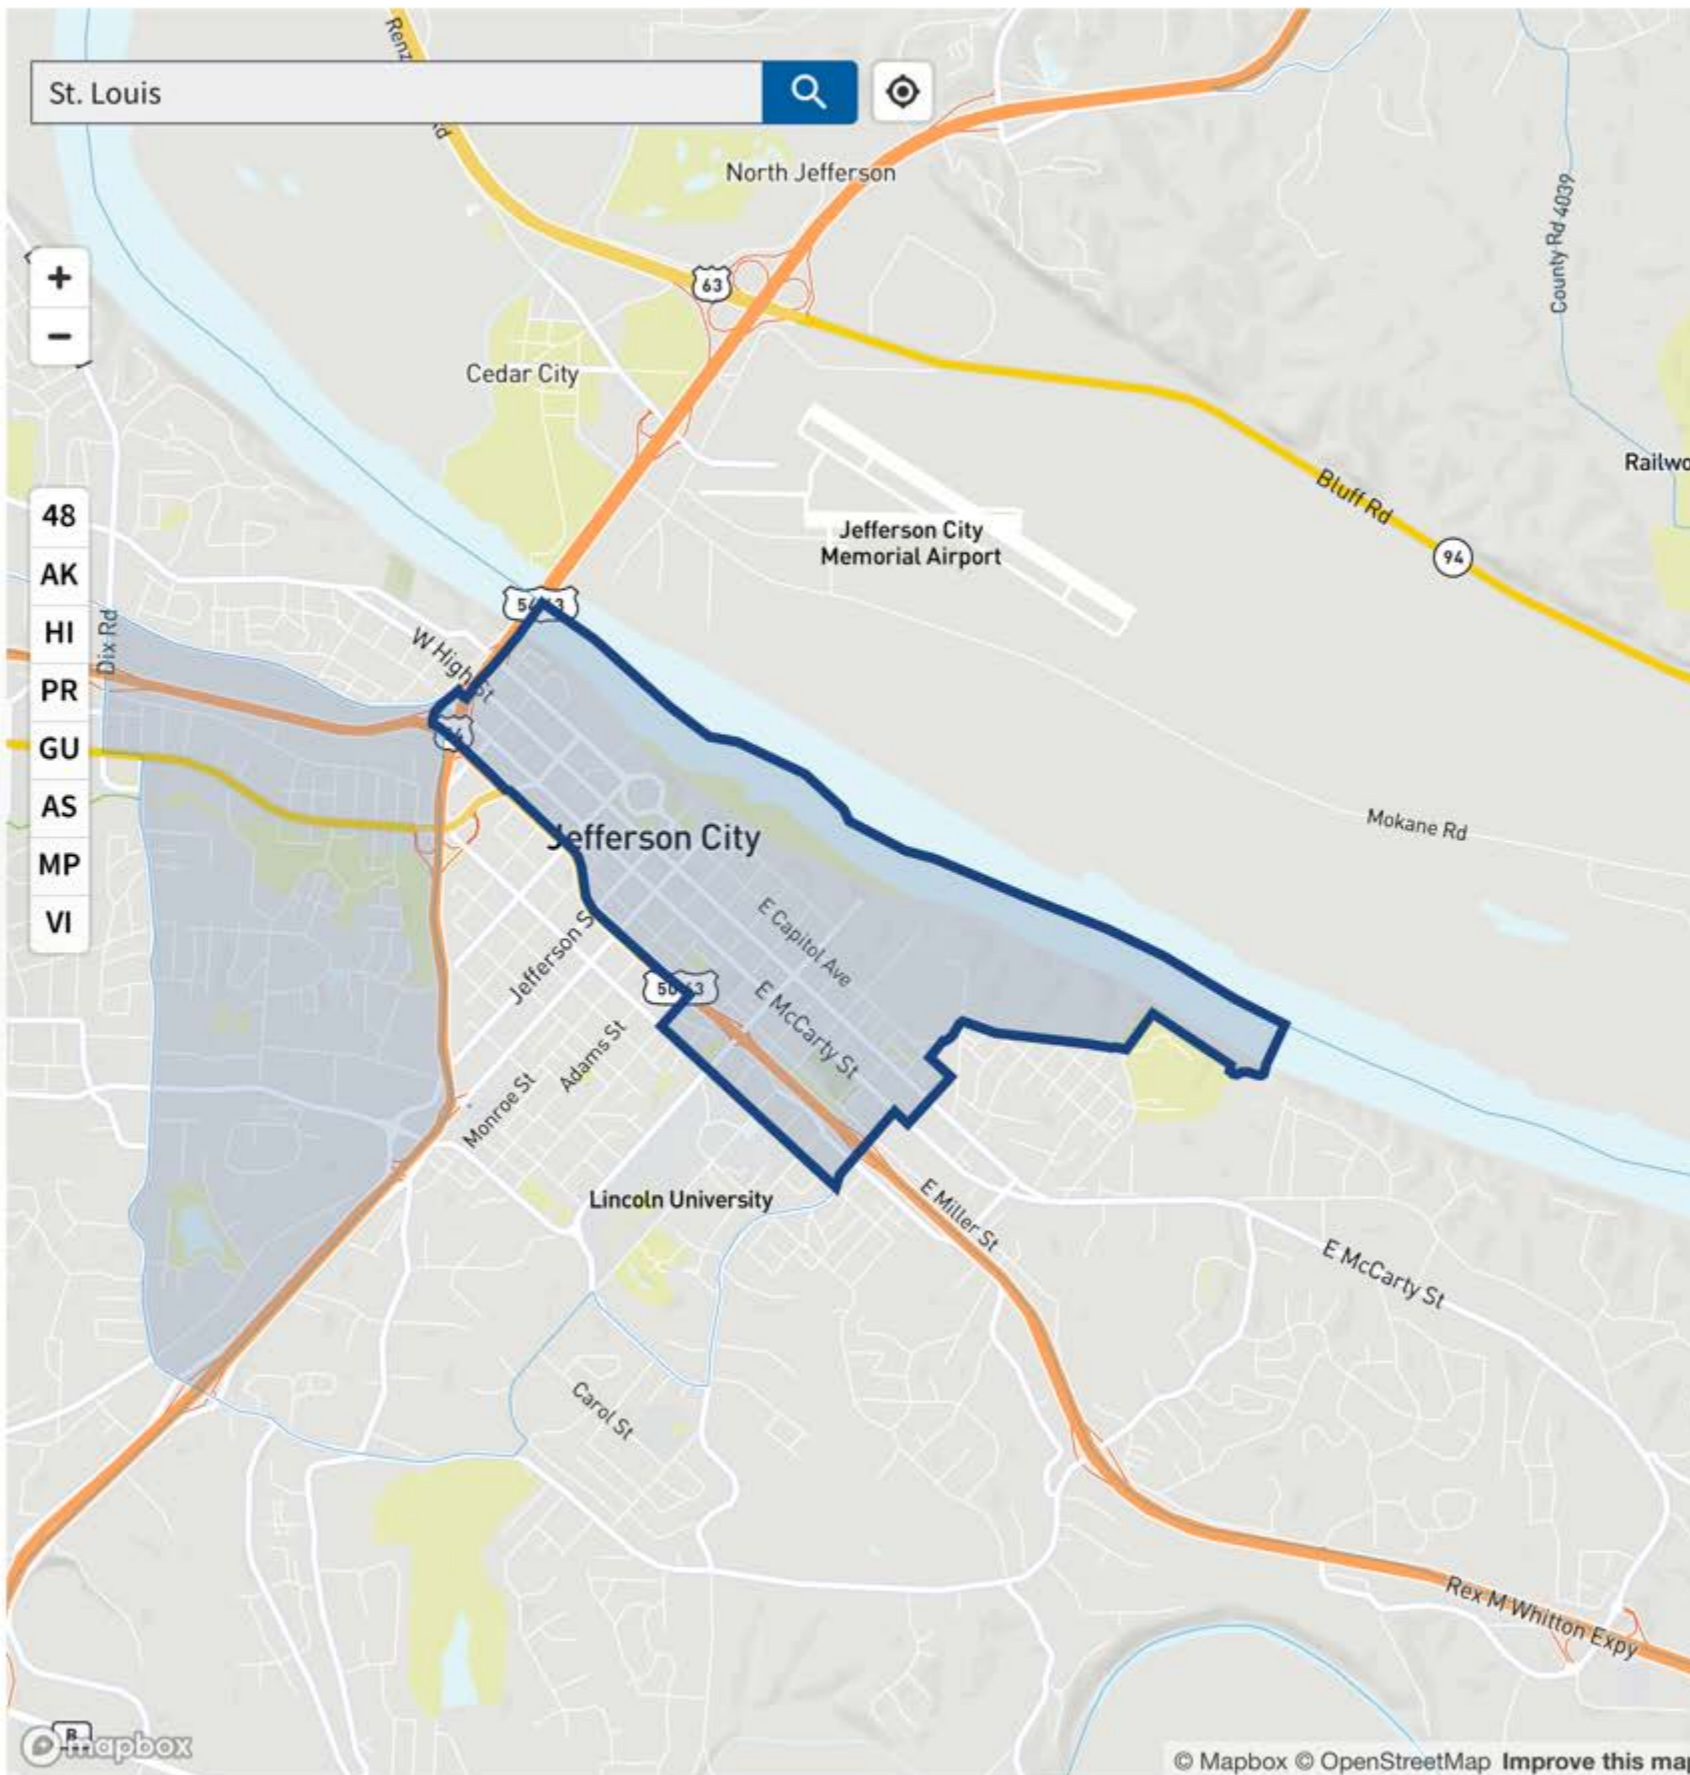 Renz
Rd
St. Louis
North Jefferson
County Rd 4039
+
−
63
Cedar City
Railwo
Bluff Rd
48
Jefferson City
Memorial Airport
94
AK
HI
Dix Rd
W High St
PR
GU
AS
Mokane Rd
Jefferson City
MP
VI
E Capitol Ave
Jefferson S
E McCarty St
Adams St
Monroe St
Lincoln University
E Miller St
E McCarty St
Carol St
Rex M Whitton Expy
B
mapbox
© Mapbox © OpenStreetMap Improve this map